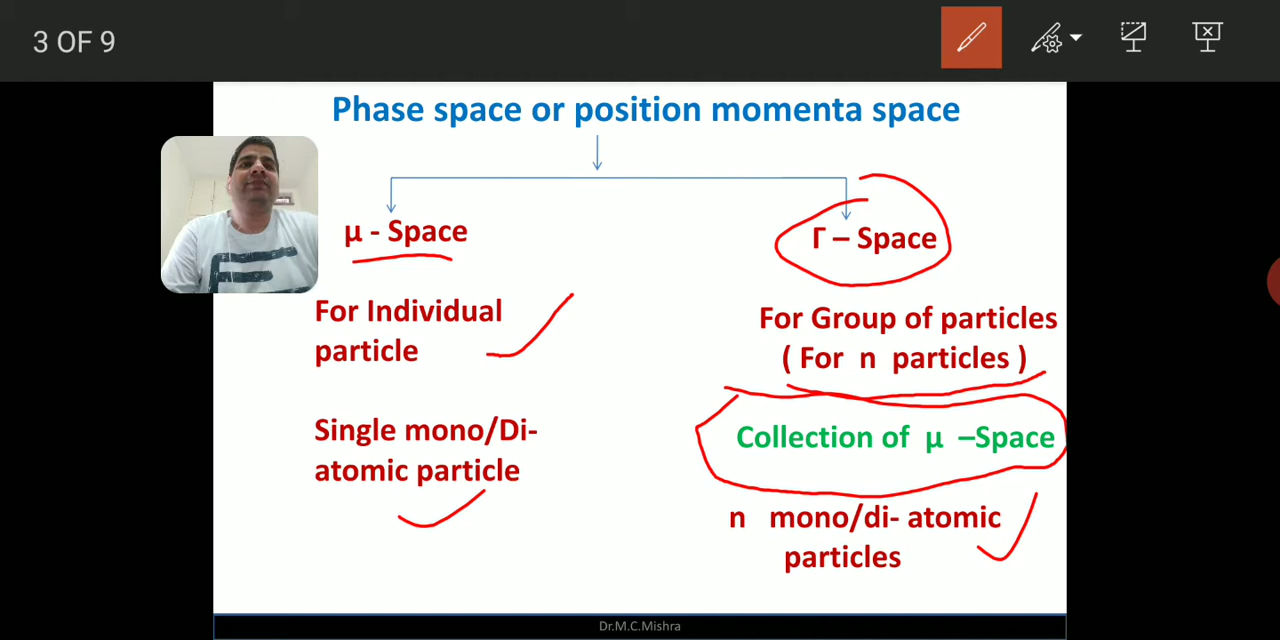 3 OF 9
Phase space or position momenta space
μ - Space
Γ – Space
For Individual
particle
For Group of particles
( For n particles )
Single mono/Di-
atomic particle
Collection of μ –Space
n mono/di- atomic
particles
Dr.M.C.Mishra